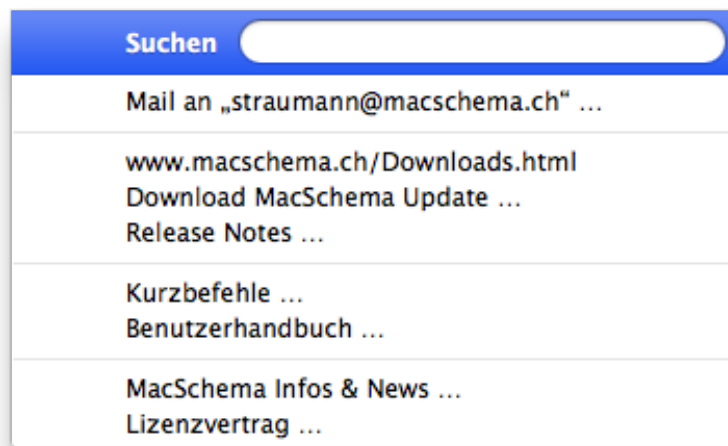 Suchen
Mail an „straumann@macschema.ch“ …
www.macschema.ch/Downloads.html
Download MacSchema Update …
Release Notes …
Kurzbefehle …
Benutzerhandbuch …
MacSchema Infos & News …
Lizenzvertrag …